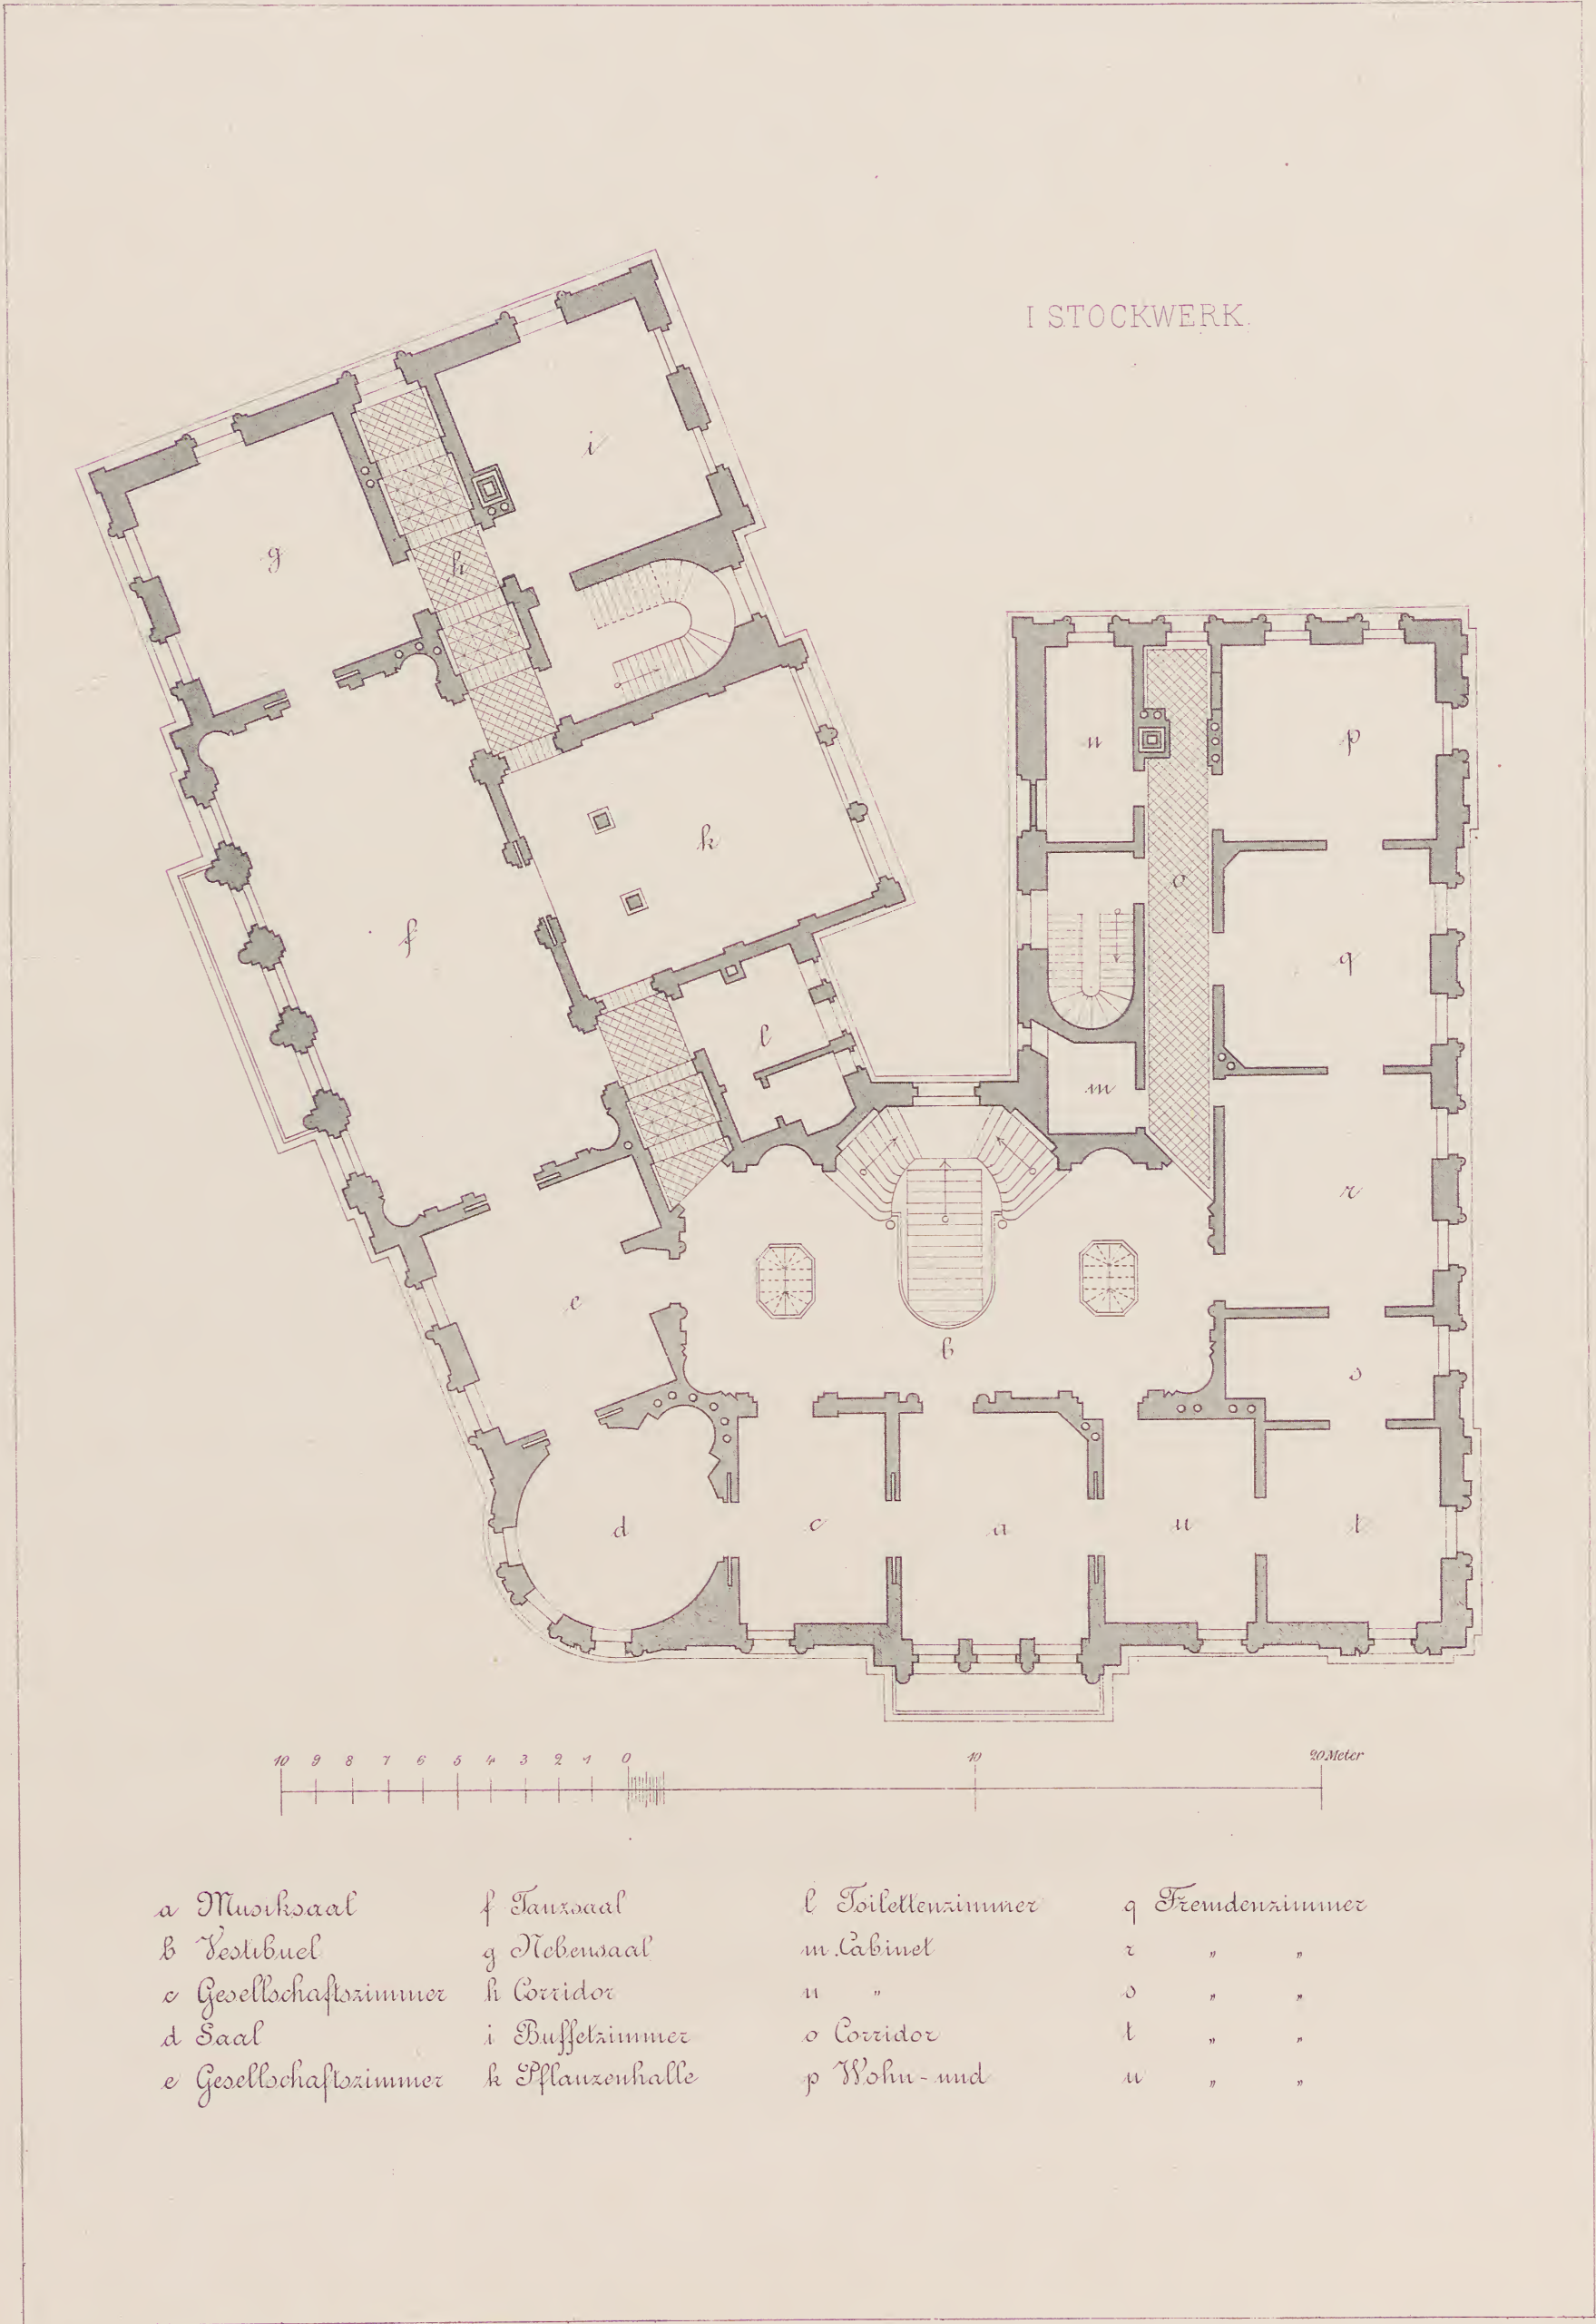 I STOCKWERK.
i
g
h
n
p
k
o
f
q
l
m
r
e
b
s
d
c
a
u
t
10 9 8 7 6 5 4 3 2 1 0 10 20 Meter
a Musiksaal
b Vestibuel
c Gesellschaftszimmer
d Saal
e Gesellschaftszimmer
f Tanzsaal
g Nebensaal
h Corridor
i Buffetzimmer
k Pflanzenhalle
l Toilettenzimmer
m. Cabinet
n „
o Corridor
p Wohn- und
q Fremdenzimmer
r „ „
s „ „
t „ „
u „ „